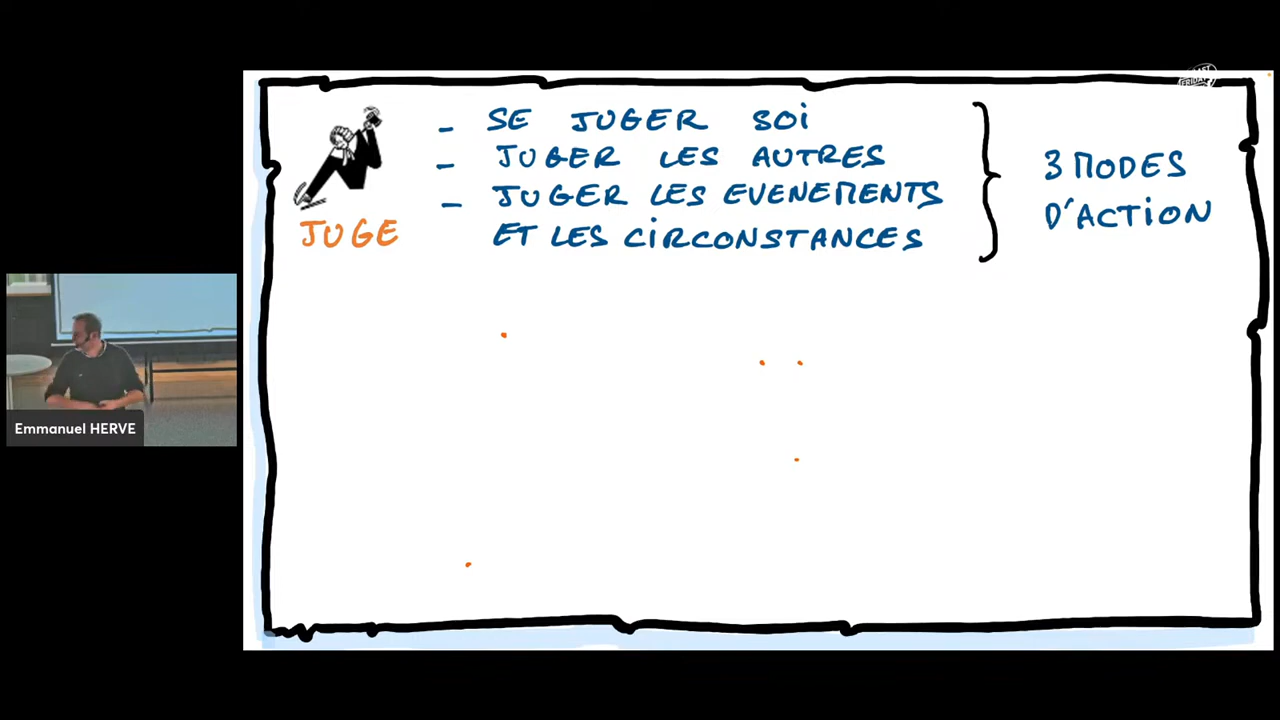 - SE JUGER SOI
- JUGER LES AUTRES
- JUGER LES EVENEMENTS
ET LES CIRCONSTANCES
3 MODES
D'ACTION
JUGE
Emmanuel HERVE